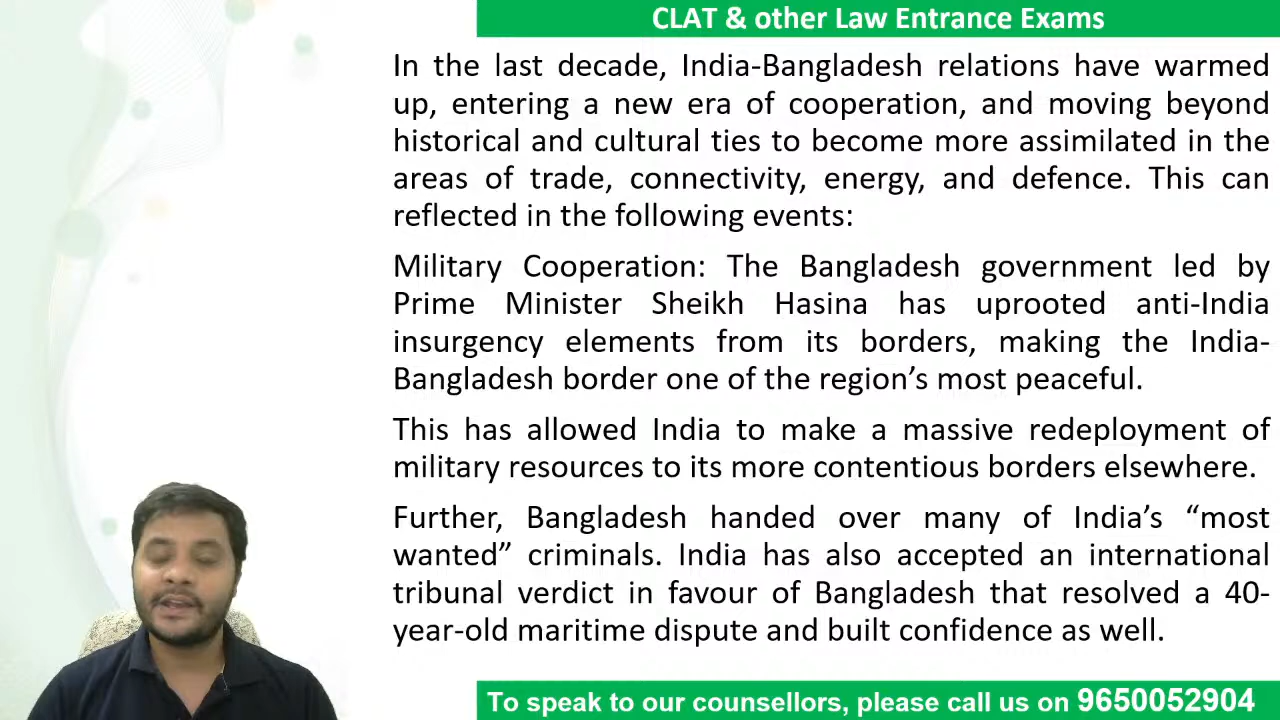 CLAT & other Law Entrance Exams
In the last decade, India-Bangladesh relations have warmed
up, entering a new era of cooperation, and moving beyond
historical and cultural ties to become more assimilated in the
areas of trade, connectivity, energy, and defence. This can
reflected in the following events:
Military Cooperation: The Bangladesh government led by
Prime Minister Sheikh Hasina has uprooted anti-India
insurgency elements from its borders, making the India-
Bangladesh border one of the region’s most peaceful.
This has allowed India to make a massive redeployment of
military resources to its more contentious borders elsewhere.
Further, Bangladesh handed over many of India’s “most
wanted” criminals. India has also accepted an international
tribunal verdict in favour of Bangladesh that resolved a 40-
year-old maritime dispute and built confidence as well.
To speak to our counsellors, please call us on 9650052904